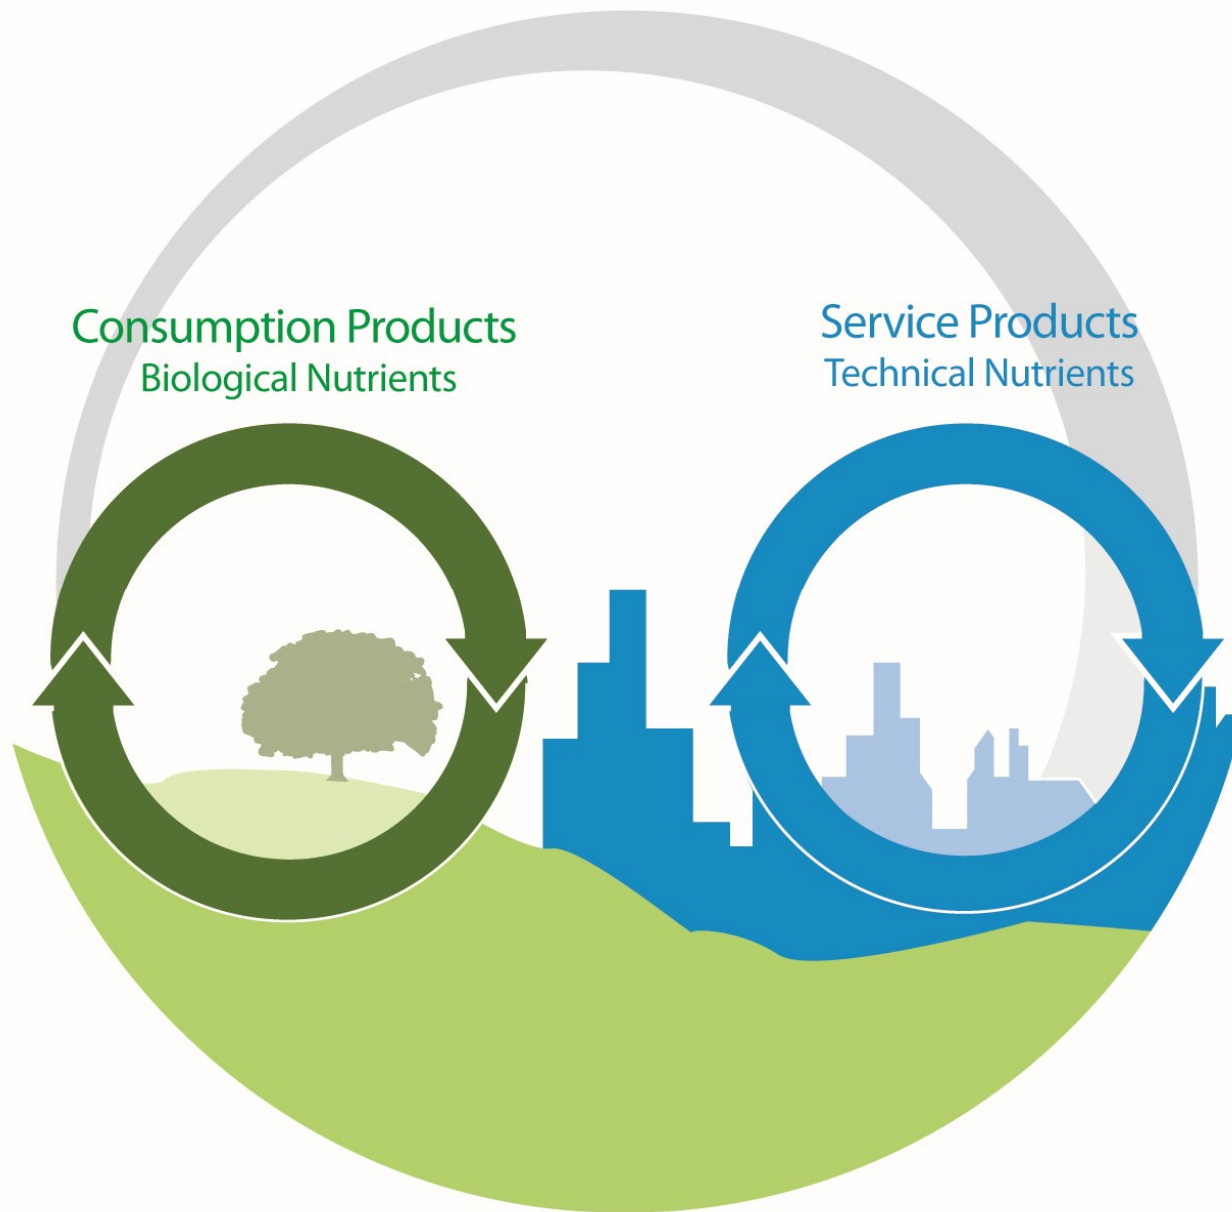 Consumption Products
Biological Nutrients
Service Products
Technical Nutrients